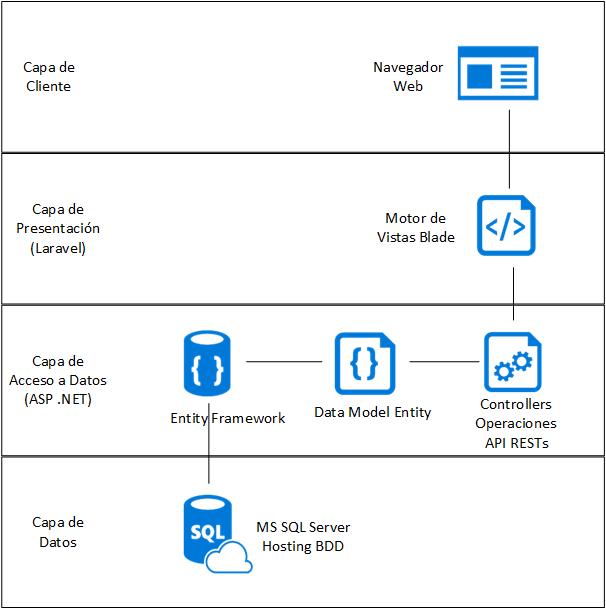 Capa de
Cliente
Navegador
Web
Capa de
Presentación
(Laravel)
Motor de
Vistas Blade
</>
Capa de
Acceso a Datos
(ASP .NET)
{ }
Entity Framework
{}
Data Model Entity
Controllers
Operaciones
API RESTs
Capa de
Datos
SQL
MS SQL Server
Hosting BDD